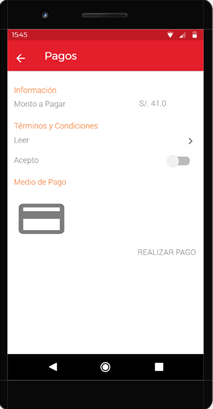 15:45
Pagos
Información
Monto a Pagar S/. 41.0
Términos y Condiciones
Leer
Acepto
Medio de Pago
REALIZAR PAGO